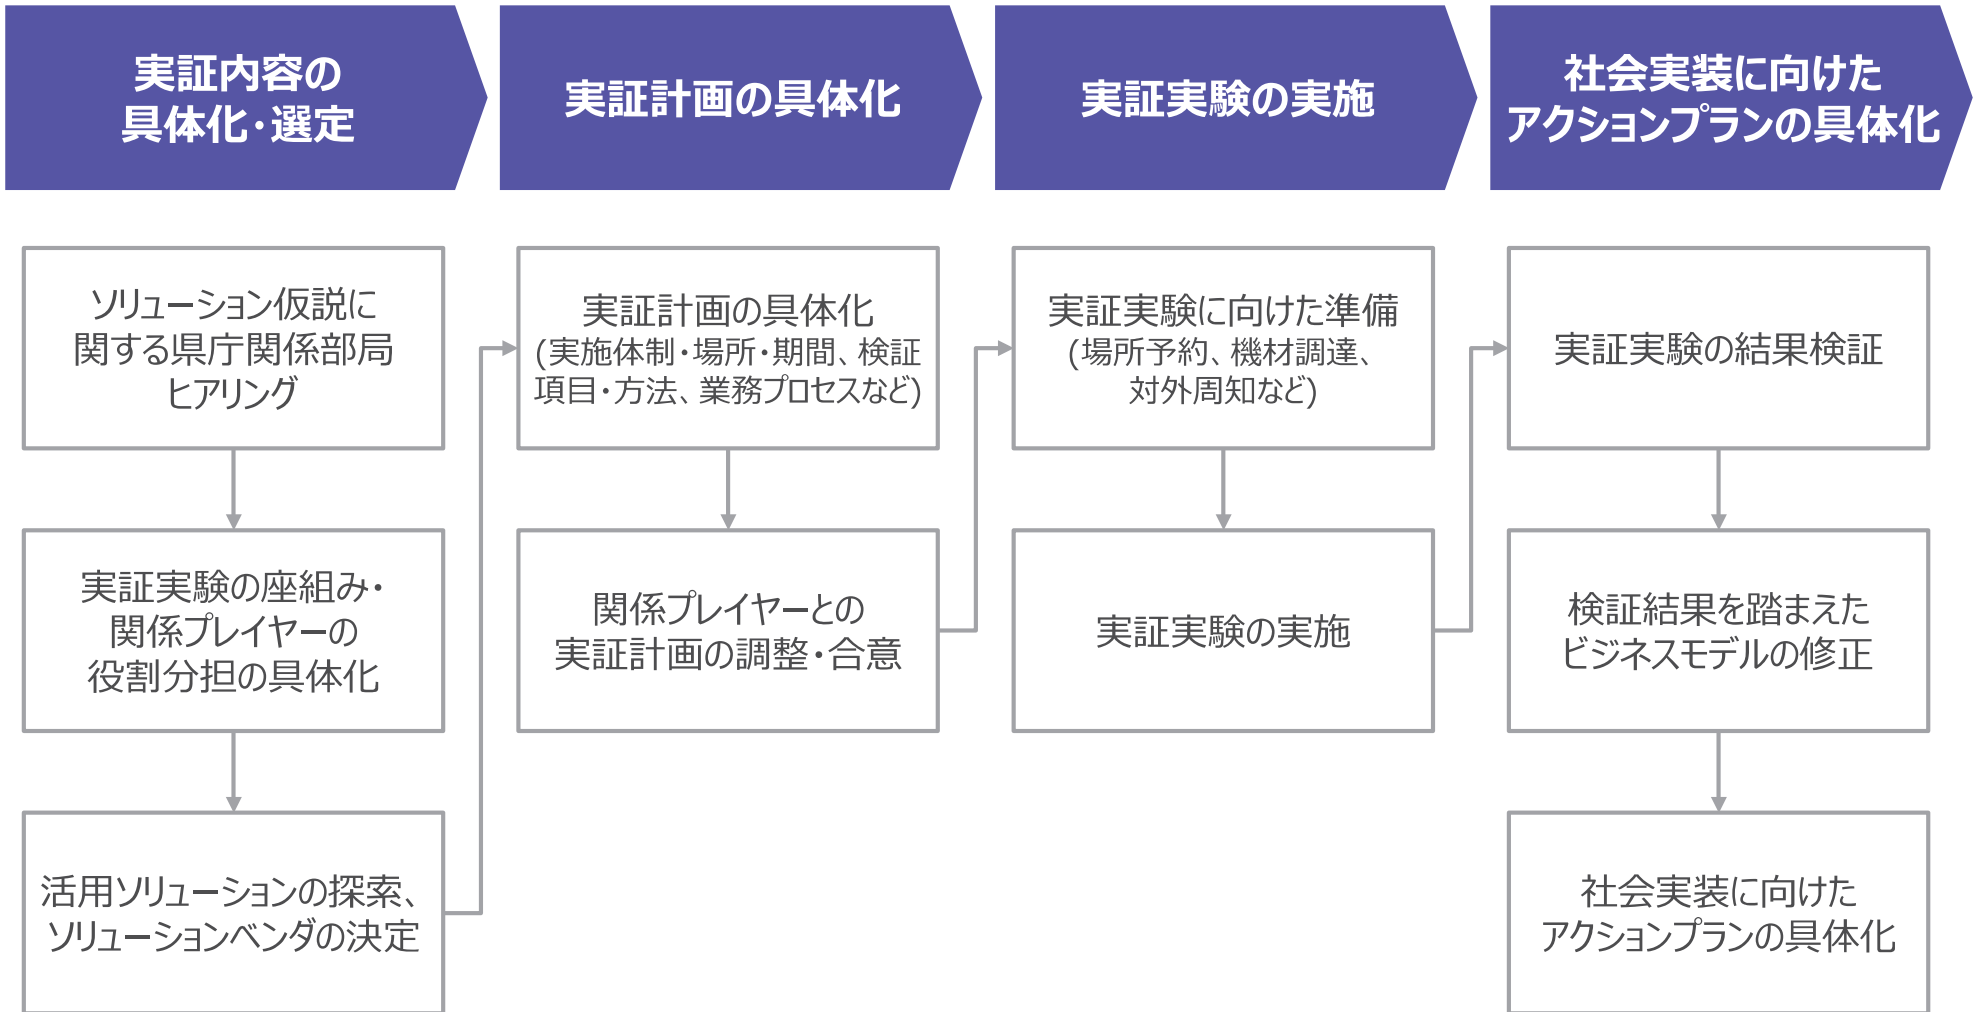 実証内容の
具体化・選定
実証計画の具体化
実証実験の実施
社会実装に向けた
アクションプランの具体化
ソリューション仮説に
関する県庁関係部局
ヒアリング
実証実験の座組み・
関係プレイヤーの
役割分担の具体化
活用ソリューションの探索、
ソリューションベンダの決定
実証計画の具体化
(実施体制・場所・期間、検証
項目・方法、業務プロセスなど)
関係プレイヤーとの
実証計画の調整・合意
実証実験に向けた準備
(場所予約、機材調達、
対外周知など)
実証実験の実施
実証実験の結果検証
検証結果を踏まえた
ビジネスモデルの修正
社会実装に向けた
アクションプランの具体化